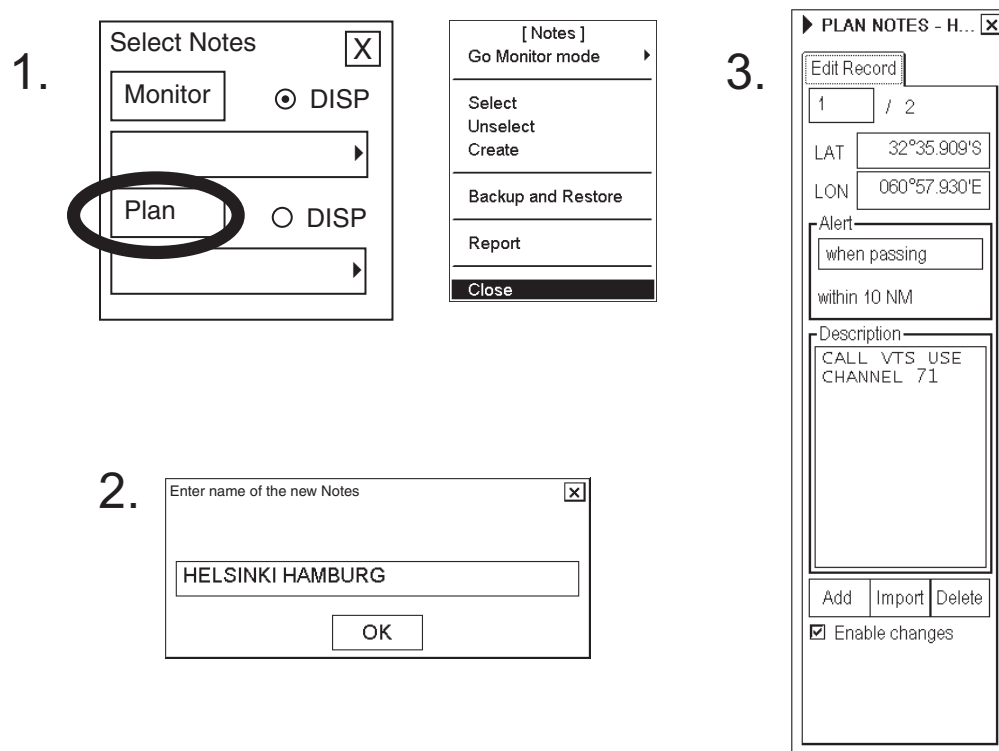 1.
Select Notes X
Monitor DISP
Plan DISP
[ Notes ]
Go Monitor mode
Select
Unselect
Create
Backup and Restore
Report
Close
2.
Enter name of the new Notes
HELSINKI HAMBURG
OK
3.
PLAN NOTES - H...
Edit Record
1 / 2
LAT 32°35.909'S
LON 060°57.930'E
Alert
when passing
within 10 NM
Description
CALL VTS USE
CHANNEL 71
Add Import Delete
Enable changes